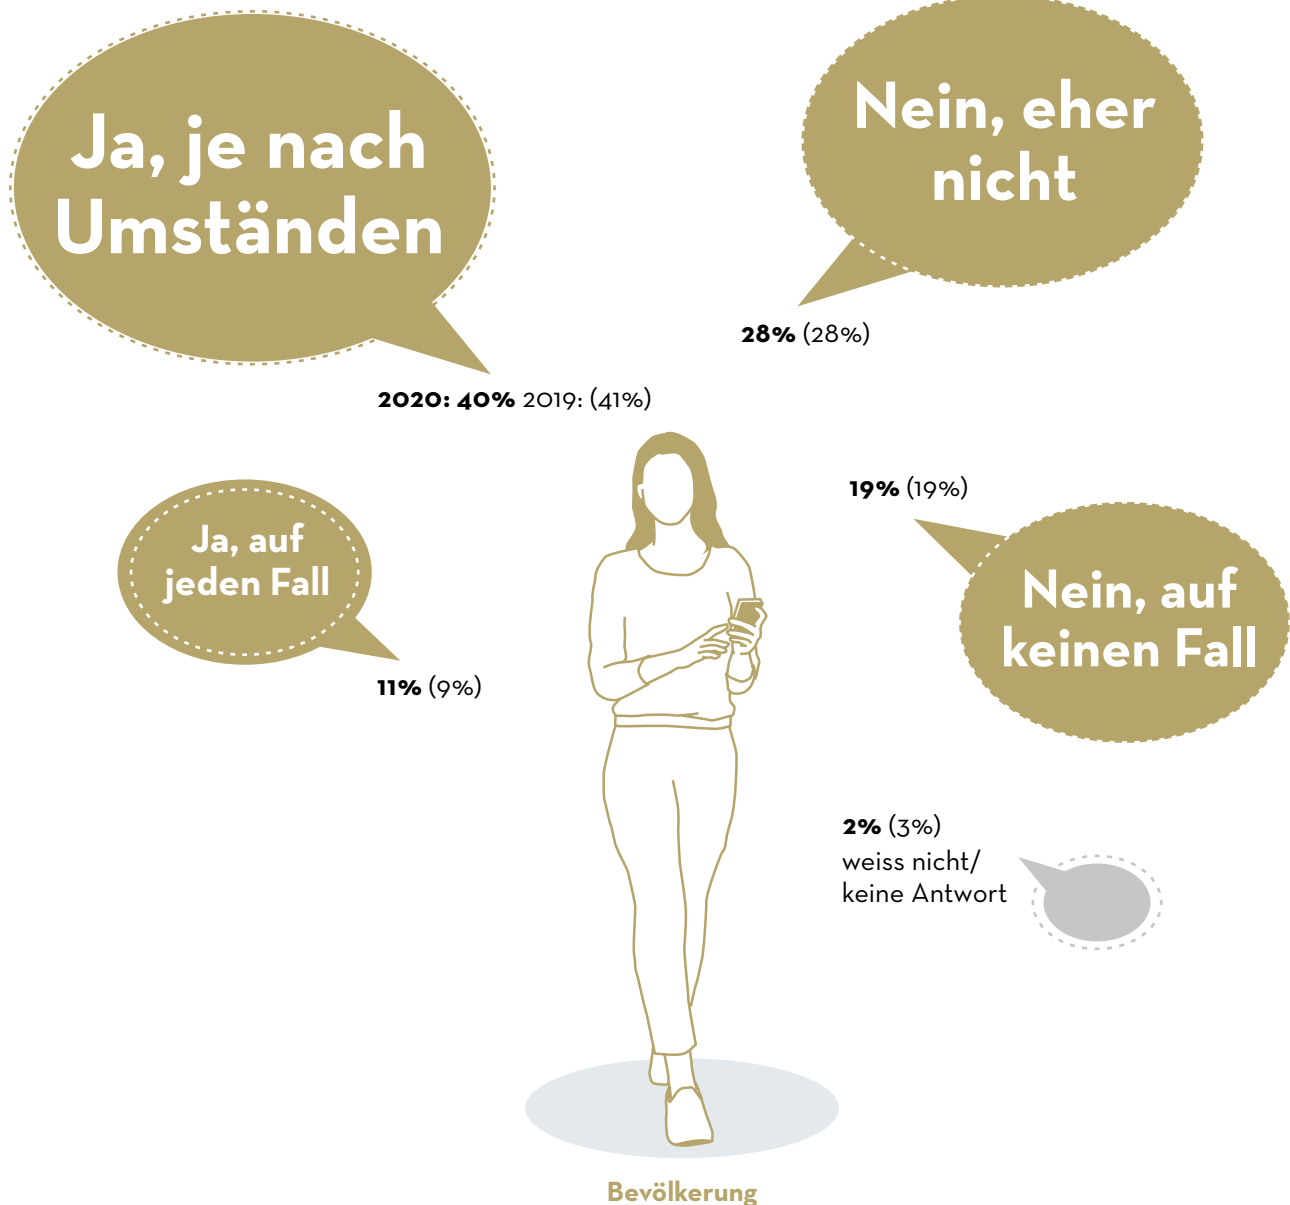 Ja, je nach
Umständen
2020: 40% 2019: (41%)
Nein, eher
nicht
28% (28%)
Ja, auf
jeden Fall
11% (9%)
19% (19%)
Nein, auf
keinen Fall
2% (3%)
weiss nicht/
keine Antwort
Bevölkerung